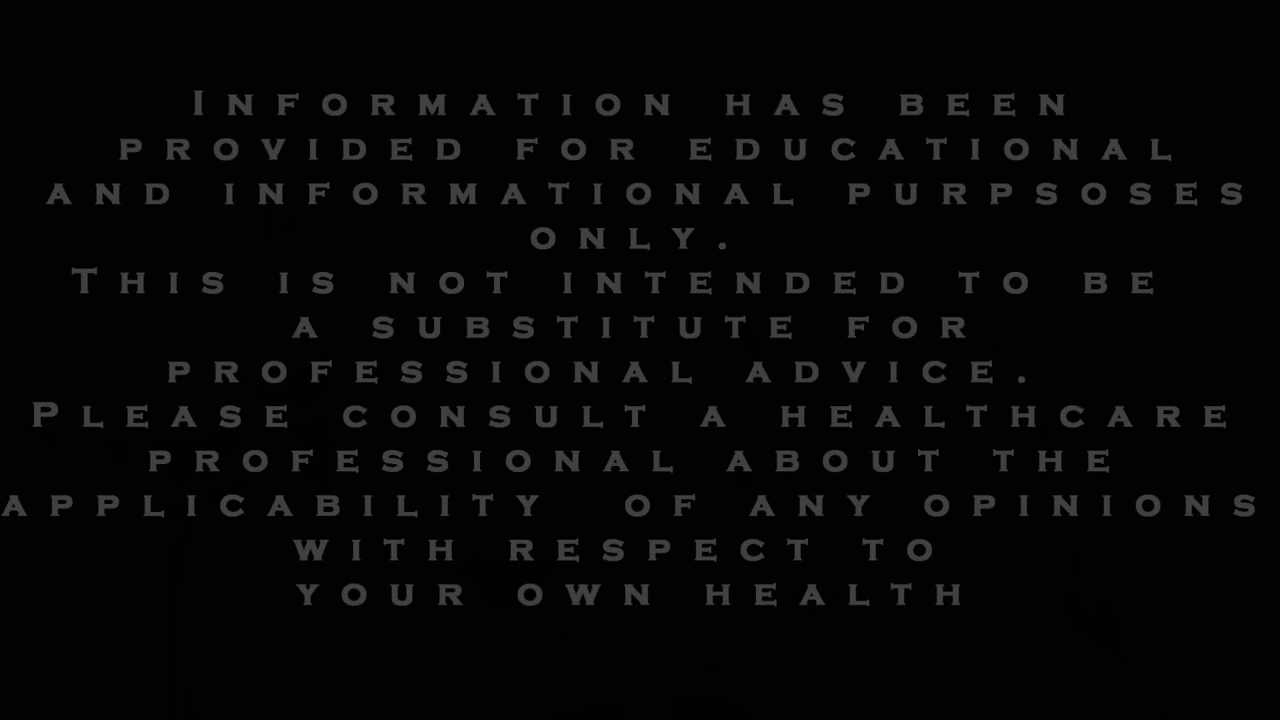 Information has been
provided for educational
and informational purpsoses
only.
This is not intended to be
a substitute for
professional advice.
Please consult a healthcare
professional about the
applicability of any opinions
with respect to
your own health